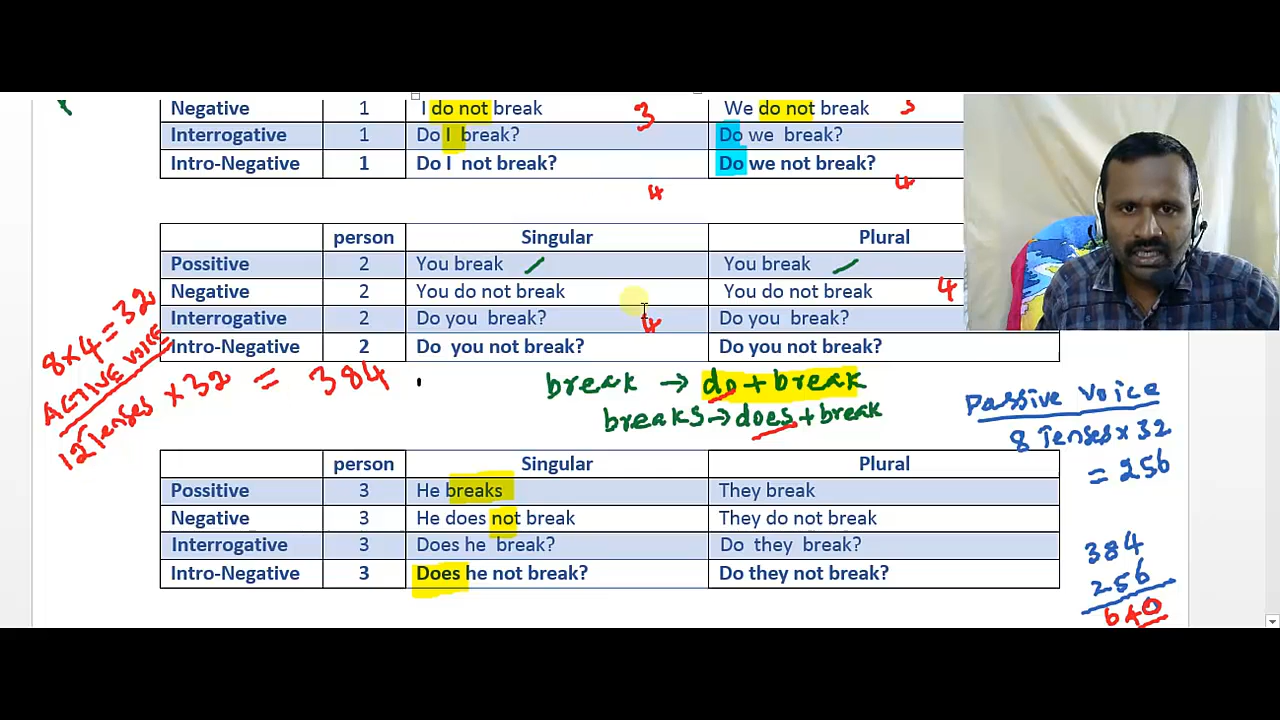 Negative 1 I do not break 3 We do not break 3
Interrogative 1 Do I break? Do we break?
Intro-Negative 1 Do I not break? Do we not break?
4 4
person Singular Plural
Possitive 2 You break You break
Negative 2 You do not break You do not break 4
Interrogative 2 Do you break? 4 Do you break?
Intro-Negative 2 Do you not break? Do you not break?
8x4=32
ACTIVE VOICE
12 Tenses x 32 = 384
break → do + break
breaks → does + break
Passive voice
8 Tenses x 32
= 256
person Singular Plural
Possitive 3 He breaks They break
Negative 3 He does not break They do not break
Interrogative 3 Does he break? Do they break?
Intro-Negative 3 Does he not break? Do they not break?
384
256
640